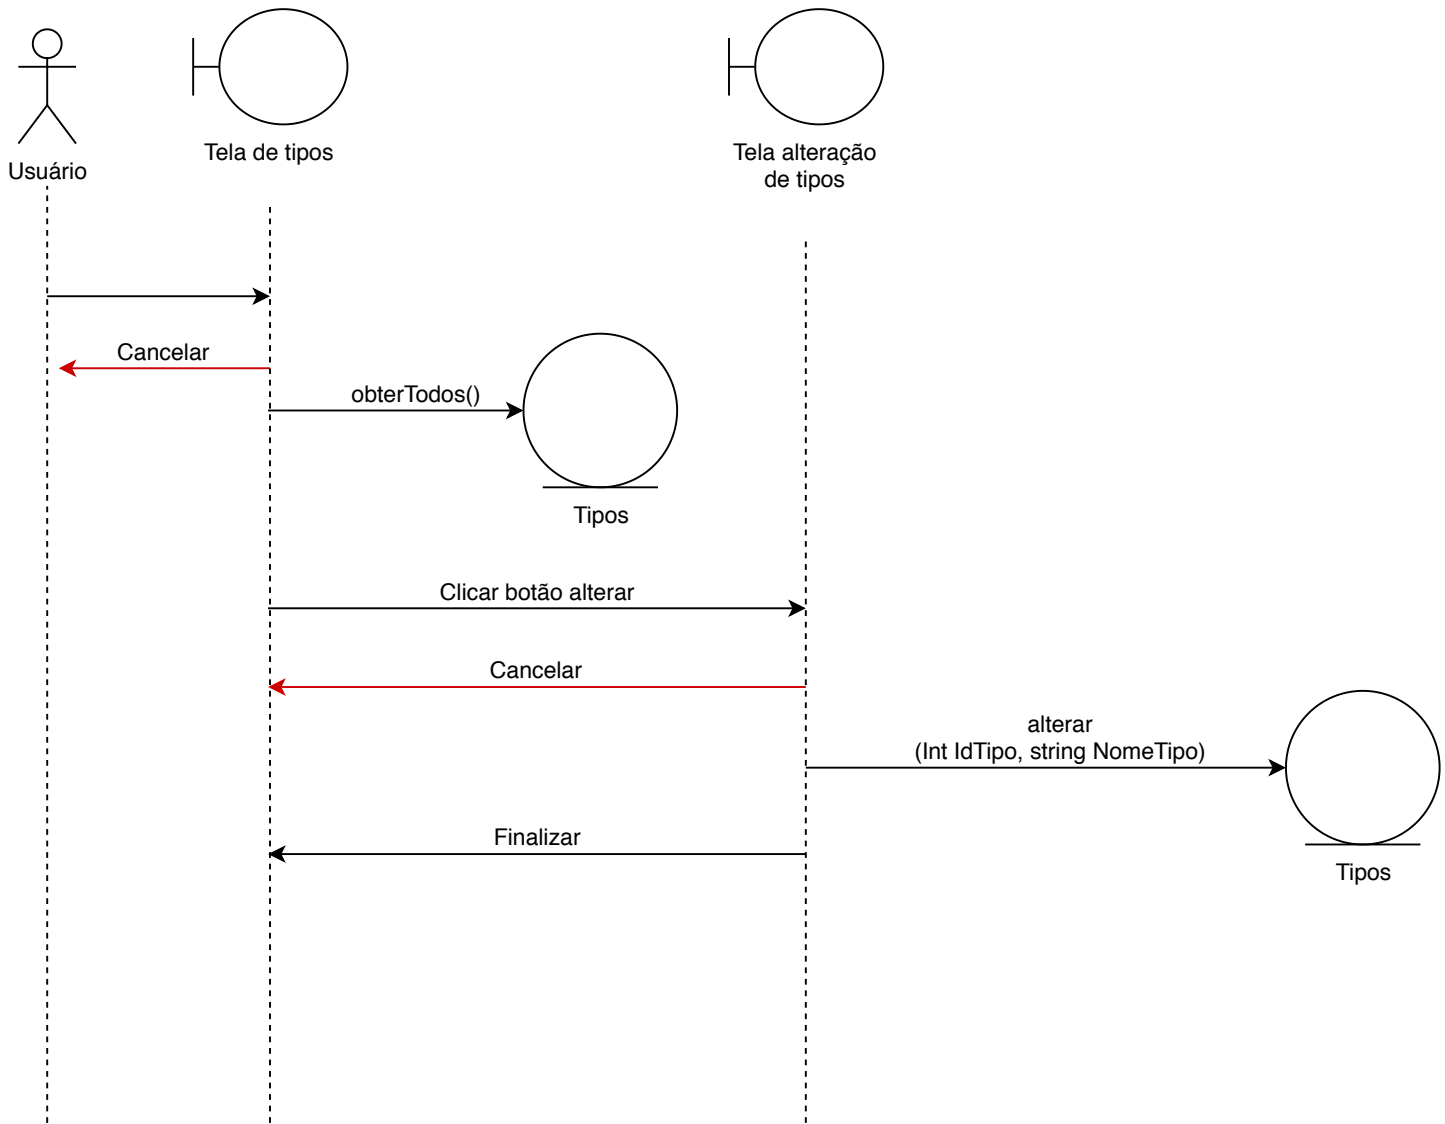 Usuário
Tela de tipos
Tela alteração
de tipos
Cancelar
obterTodos()
Tipos
Clicar botão alterar
Cancelar
alterar
(Int IdTipo, string NomeTipo)
Finalizar
Tipos